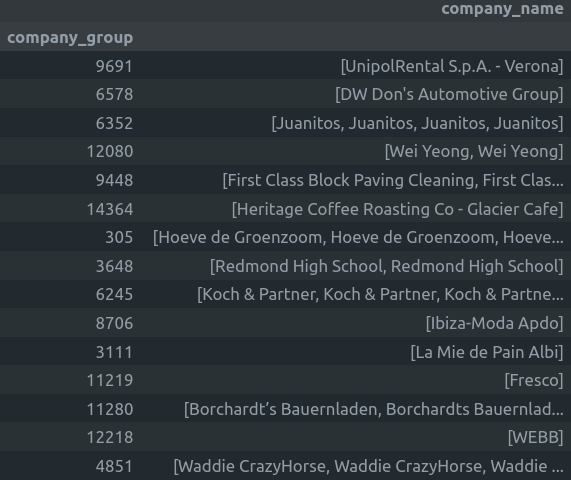 company_name
company_group
9691 [UnipolRental S.p.A. - Verona]
6578 [DW Don's Automotive Group]
6352 [Juanitos, Juanitos, Juanitos, Juanitos]
12080 [Wei Yeong, Wei Yeong]
9448 [First Class Block Paving Cleaning, First Clas...
14364 [Heritage Coffee Roasting Co - Glacier Cafe]
305 [Hoeve de Groenzoom, Hoeve de Groenzoom, Hoeve...
3648 [Redmond High School, Redmond High School]
6245 [Koch & Partner, Koch & Partner, Koch & Partne...
8706 [Ibiza-Moda Apdo]
3111 [La Mie de Pain Albi]
11219 [Fresco]
11280 [Borchardt’s Bauernladen, Borchardts Bauernlad...
12218 [WEBB]
4851 [Waddie CrazyHorse, Waddie CrazyHorse, Waddie ...